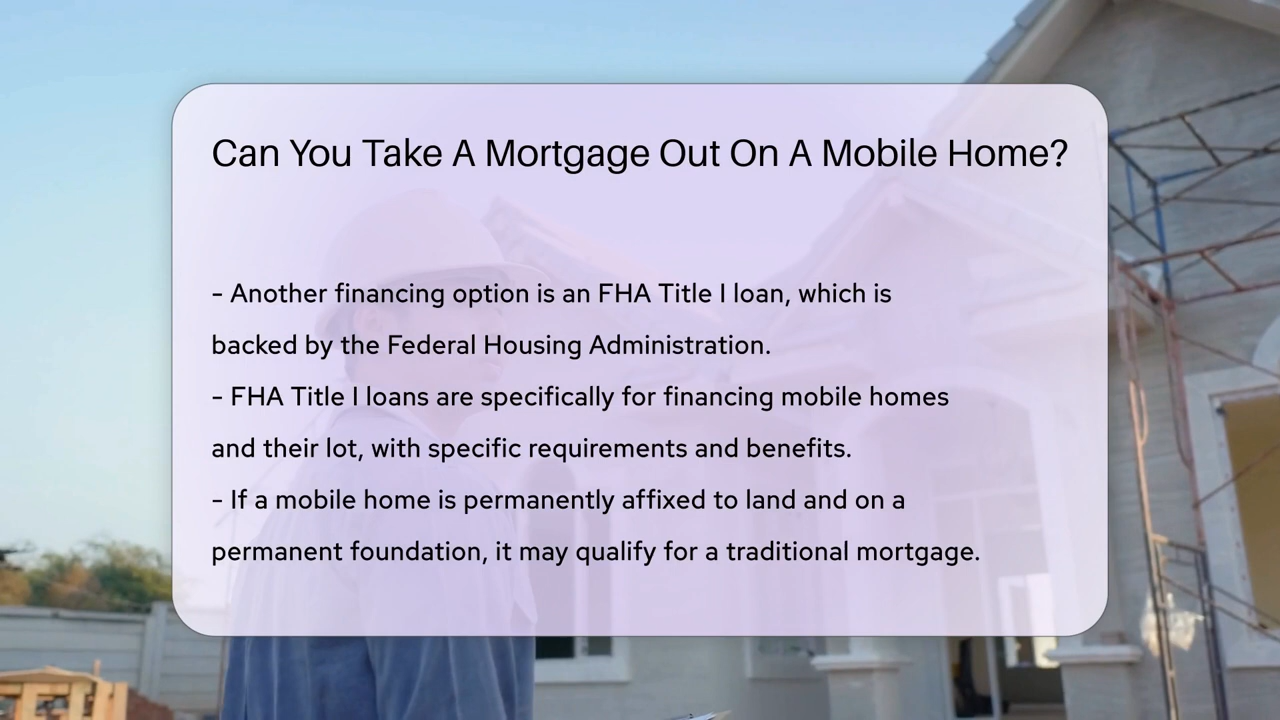 Can You Take A Mortgage Out On A Mobile Home?
- Another financing option is an FHA Title I loan, which is
backed by the Federal Housing Administration.
- FHA Title I loans are specifically for financing mobile homes
and their lot, with specific requirements and benefits.
- If a mobile home is permanently affixed to land and on a
permanent foundation, it may qualify for a traditional mortgage.